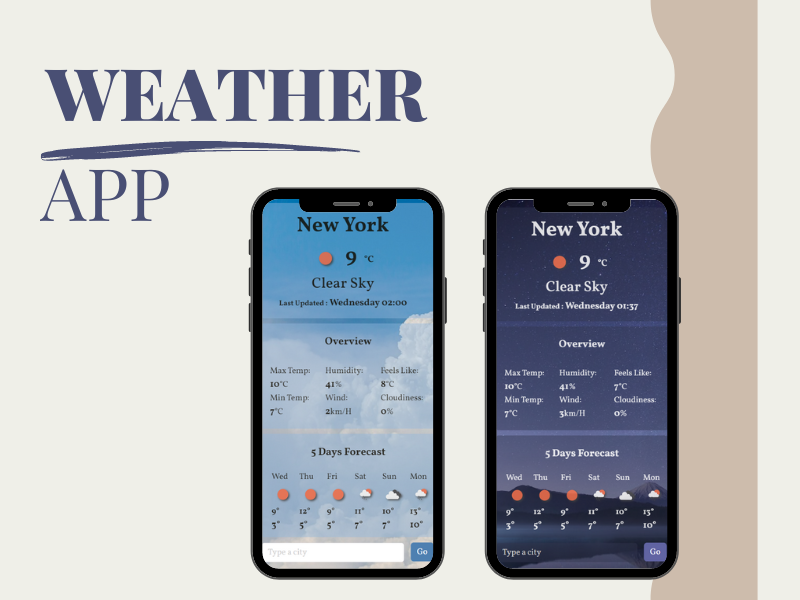 WEATHER
APP
New York
9 °C
Clear Sky
Last Updated : Wednesday 02:00
Overview
Max Temp: Humidity: Feels Like:
10°C 41% 8°C
Min Temp: Wind: Cloudiness:
7°C 2km/H 0%
5 Days Forecast
Wed Thu Fri Sat Sun Mon
9° 12° 9° 11° 10° 13°
3° 5° 5° 7° 7° 10°
Type a city Go
New York
9 °C
Clear Sky
Last Updated : Wednesday 01:37
Overview
Max Temp: Humidity: Feels Like:
10°C 41% 7°C
Min Temp: Wind: Cloudiness:
7°C 3km/H 0%
5 Days Forecast
Wed Thu Fri Sat Sun Mon
9° 12° 9° 11° 10° 13°
3° 5° 5° 7° 7° 10°
Type a city Go